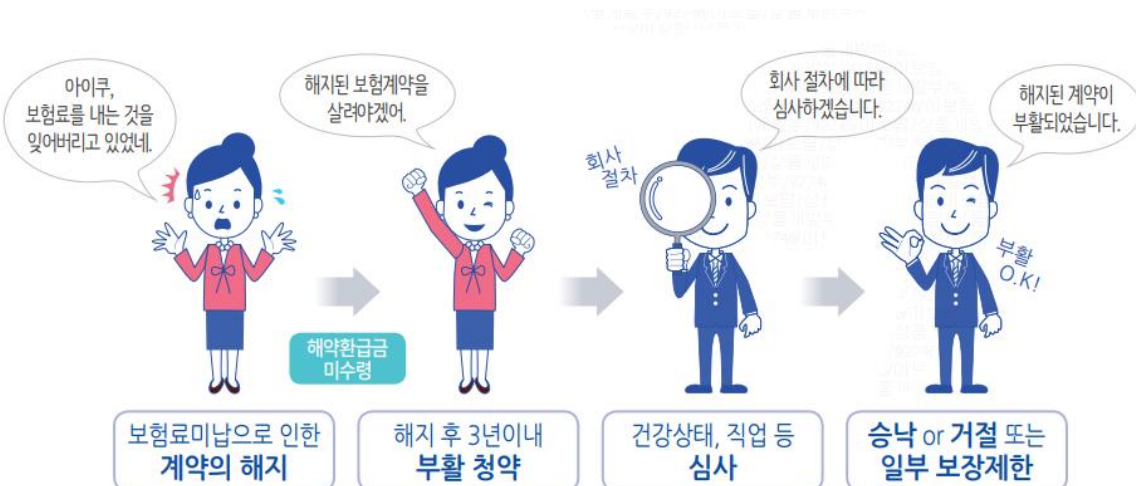 아이쿠,
보험료를 내는 것을
잊어버리고 있었네.
해지된 보험계약을
살려야겠어.
회사 절차에 따라
심사하겠습니다.
해지된 계약이
부활되었습니다.
회사
절차
부활
O.K!
해약환급금
미수령
보험료미납으로 인한
계약의 해지
해지 후 3년이내
부활 청약
건강상태, 직업 등
심사
승낙 or 거절 또는
일부 보장제한